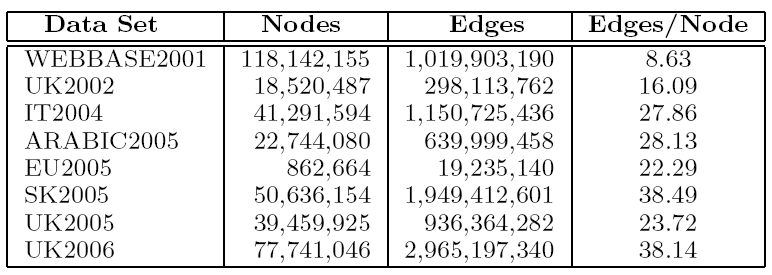 Data Set Nodes Edges Edges/Node
WEBBASE2001 118,142,155 1,019,903,190 8.63
UK2002 18,520,487 298,113,762 16.09
IT2004 41,291,594 1,150,725,436 27.86
ARABIC2005 22,744,080 639,999,458 28.13
EU2005 862,664 19,235,140 22.29
SK2005 50,636,154 1,949,412,601 38.49
UK2005 39,459,925 936,364,282 23.72
UK2006 77,741,046 2,965,197,340 38.14